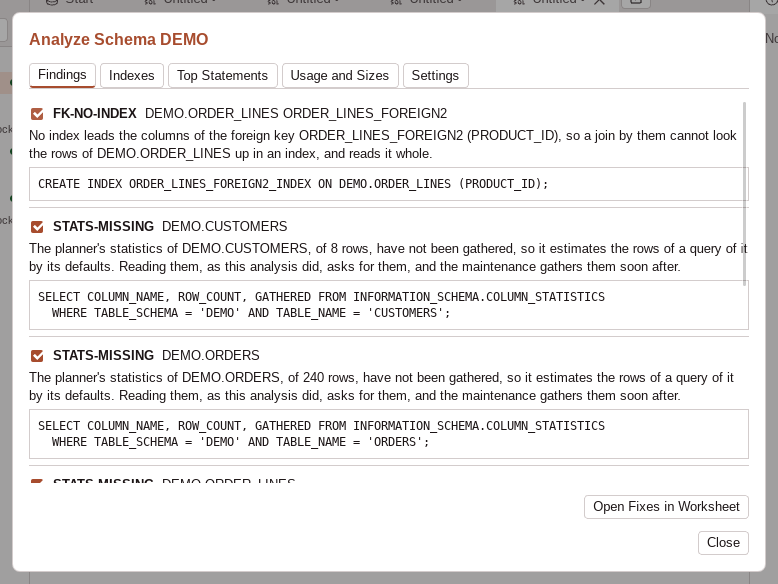 Analyze Schema DEMO
Findings Indexes Top Statements Usage and Sizes Settings
FK-NO-INDEX DEMO.ORDER_LINES ORDER_LINES_FOREIGN2
No index leads the columns of the foreign key ORDER_LINES_FOREIGN2 (PRODUCT_ID), so a join by them cannot look
the rows of DEMO.ORDER_LINES up in an index, and reads it whole.
CREATE INDEX ORDER_LINES_FOREIGN2_INDEX ON DEMO.ORDER_LINES (PRODUCT_ID);
STATS-MISSING DEMO.CUSTOMERS
The planner's statistics of DEMO.CUSTOMERS, of 8 rows, have not been gathered, so it estimates the rows of a query of it
by its defaults. Reading them, as this analysis did, asks for them, and the maintenance gathers them soon after.
SELECT COLUMN_NAME, ROW_COUNT, GATHERED FROM INFORMATION_SCHEMA.COLUMN_STATISTICS
WHERE TABLE_SCHEMA = 'DEMO' AND TABLE_NAME = 'CUSTOMERS';
STATS-MISSING DEMO.ORDERS
The planner's statistics of DEMO.ORDERS, of 240 rows, have not been gathered, so it estimates the rows of a query of it
by its defaults. Reading them, as this analysis did, asks for them, and the maintenance gathers them soon after.
SELECT COLUMN_NAME, ROW_COUNT, GATHERED FROM INFORMATION_SCHEMA.COLUMN_STATISTICS
WHERE TABLE_SCHEMA = 'DEMO' AND TABLE_NAME = 'ORDERS';
STATS-MISSING DEMO.ORDER_LINES
Open Fixes in Worksheet
Close